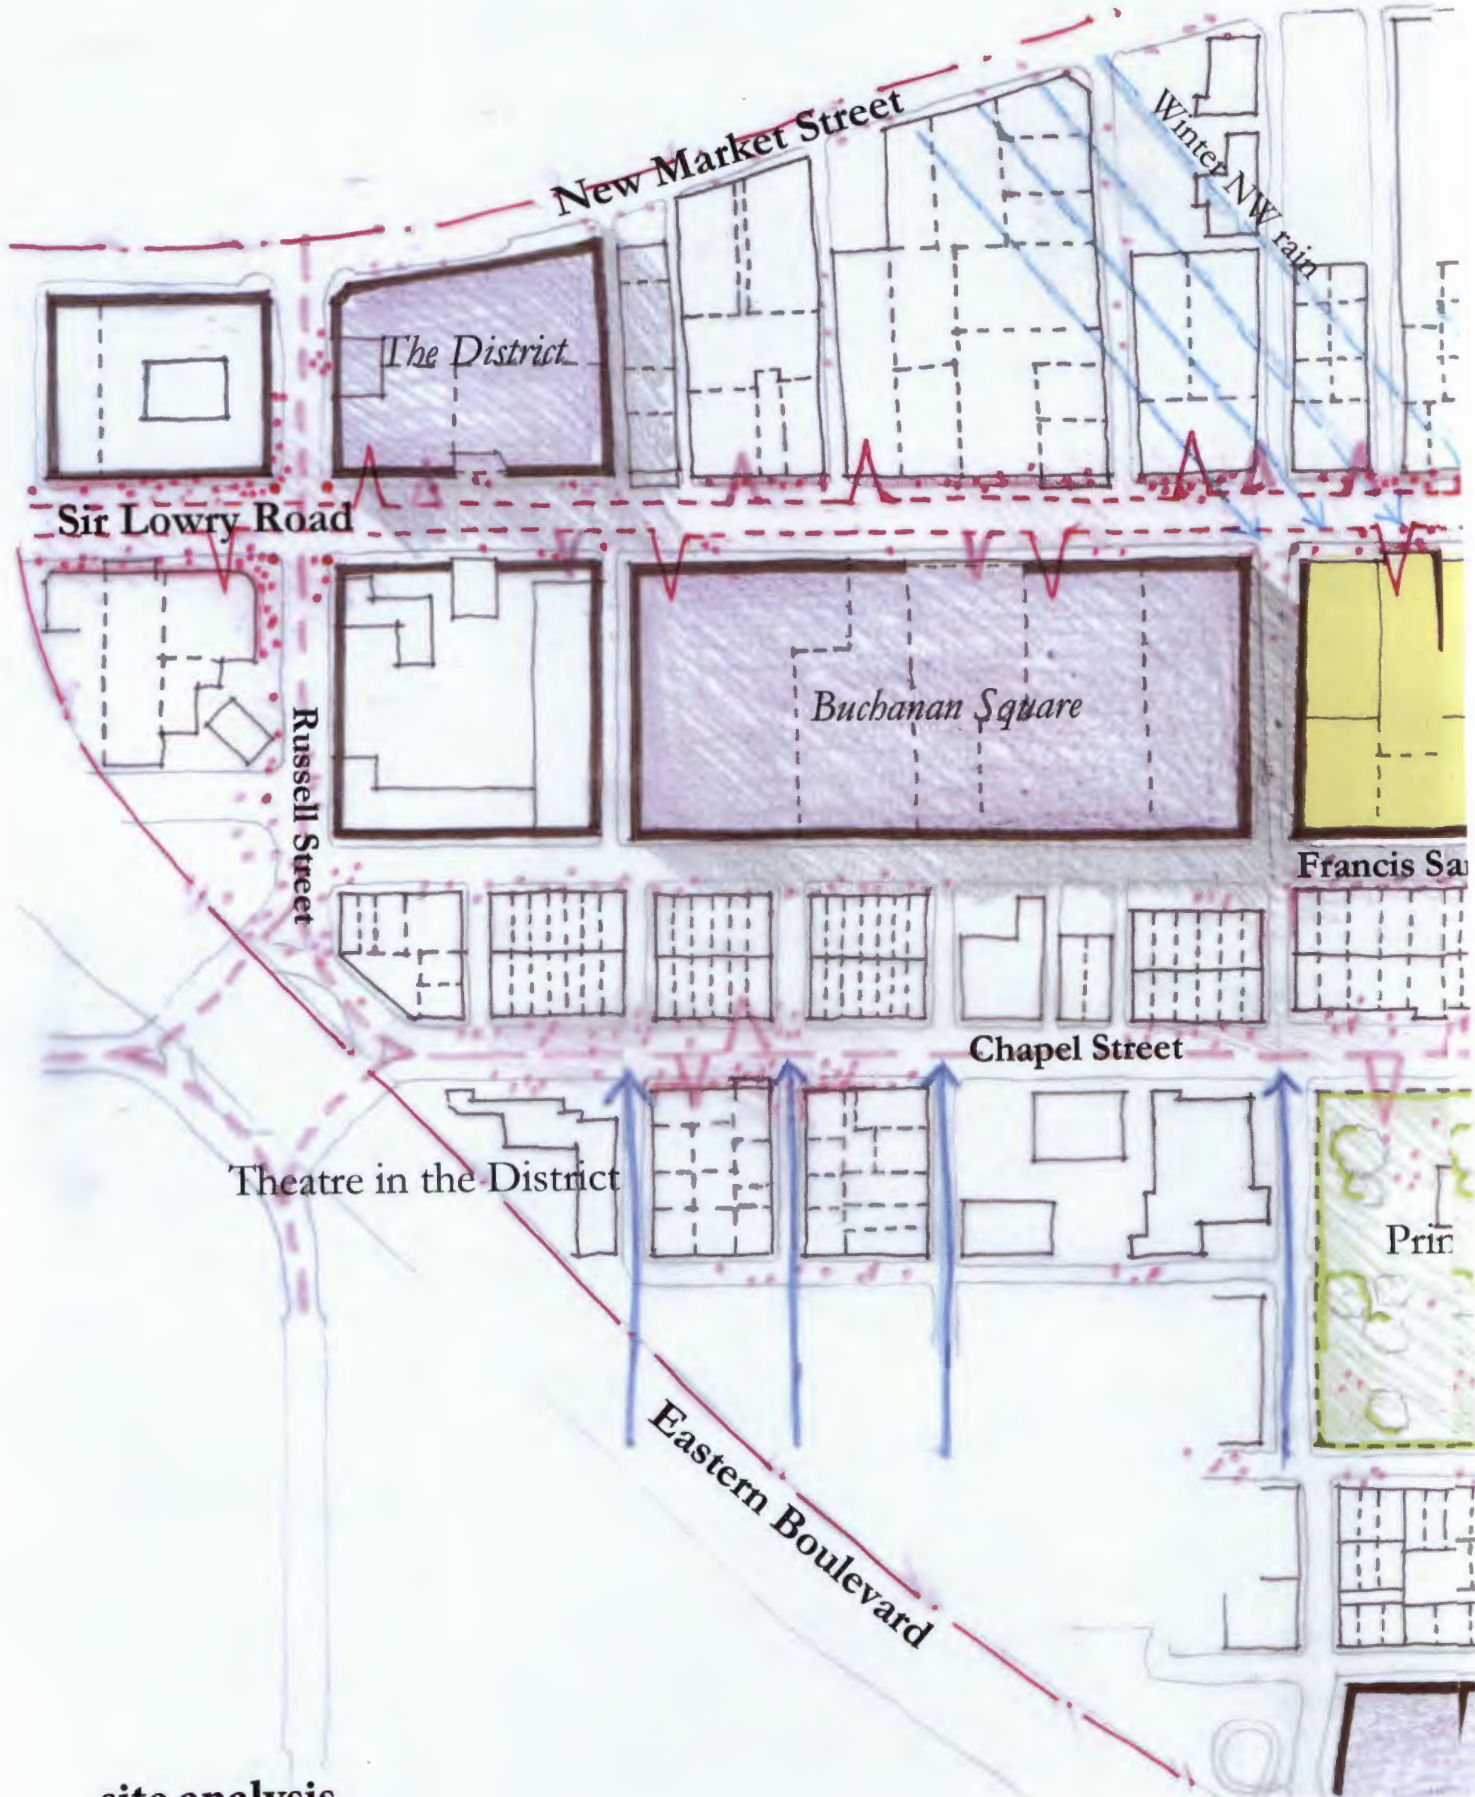 New Market Street
Winter NW rain
The District
Sir Lowry Road
Buchanan Square
Russell Street
Francis
Chapel Street
Theatre in the District
Prin
Eastern Boulevard
site analysis